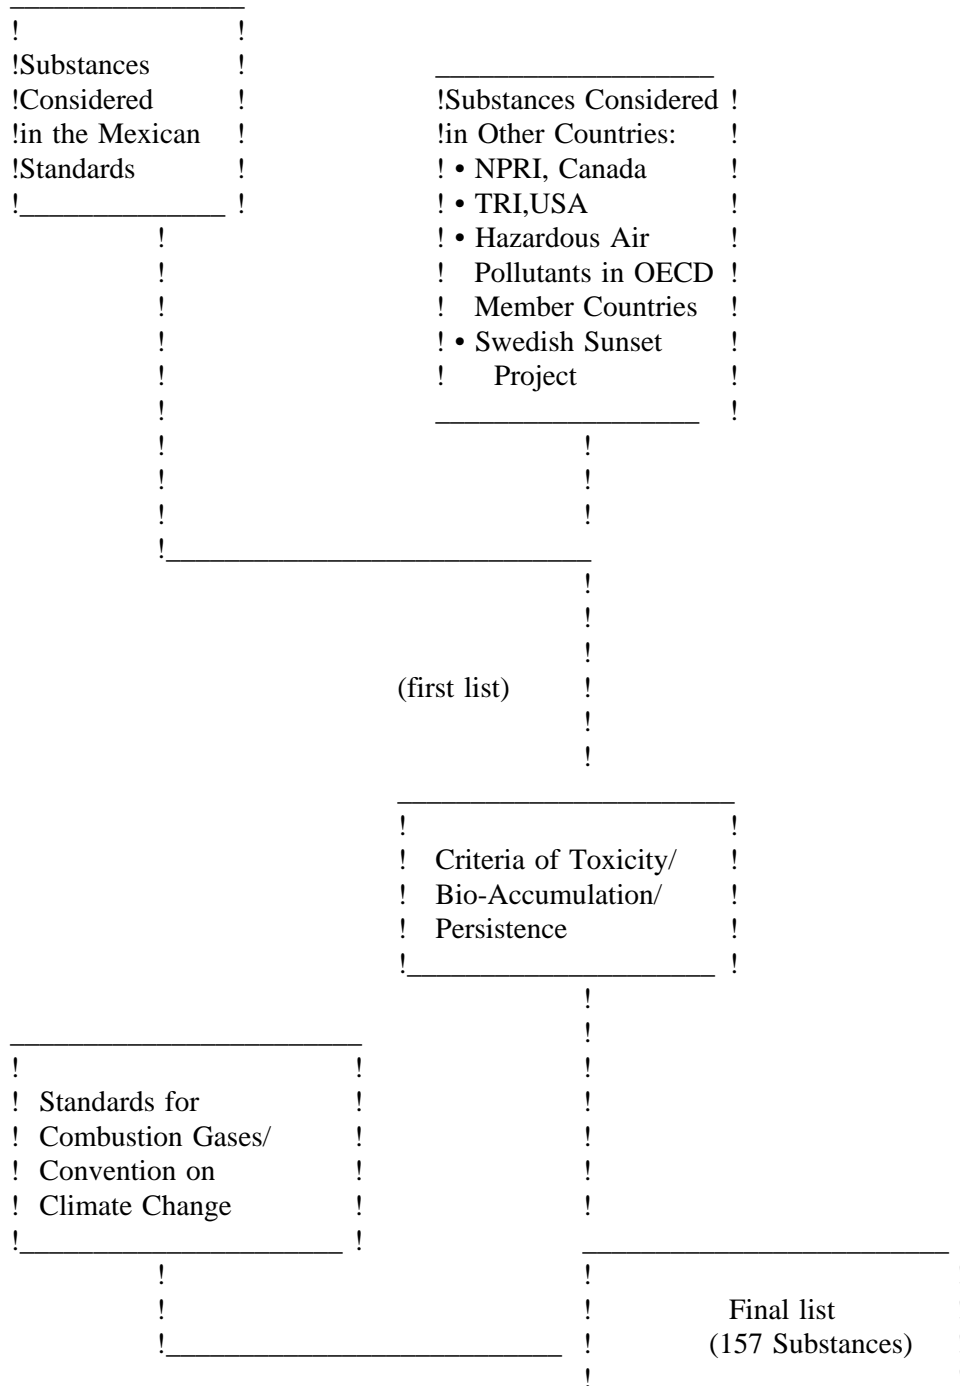 Substances
Considered
in the Mexican
Standards
Substances Considered
in Other Countries:
• NPRI, Canada
• TRI,USA
• Hazardous Air
Pollutants in OECD
Member Countries
• Swedish Sunset
Project
(first list)
Criteria of Toxicity/
Bio-Accumulation/
Persistence
Standards for
Combustion Gases/
Convention on
Climate Change
Final list
(157 Substances)